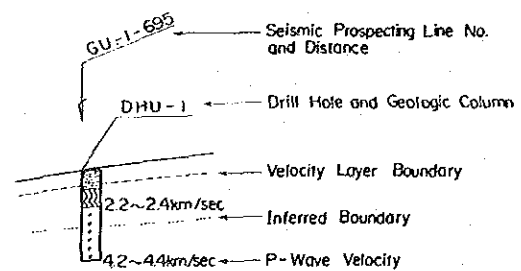 GU-1-695
Seismic Prospecting Line No.
and Distance
DHU-1
Drill Hole and Geologic Column
Velocity Layer Boundary
2.2~2.4km/sec
Inferred Boundary
4.2~4.4km/sec
P-Wave Velocity